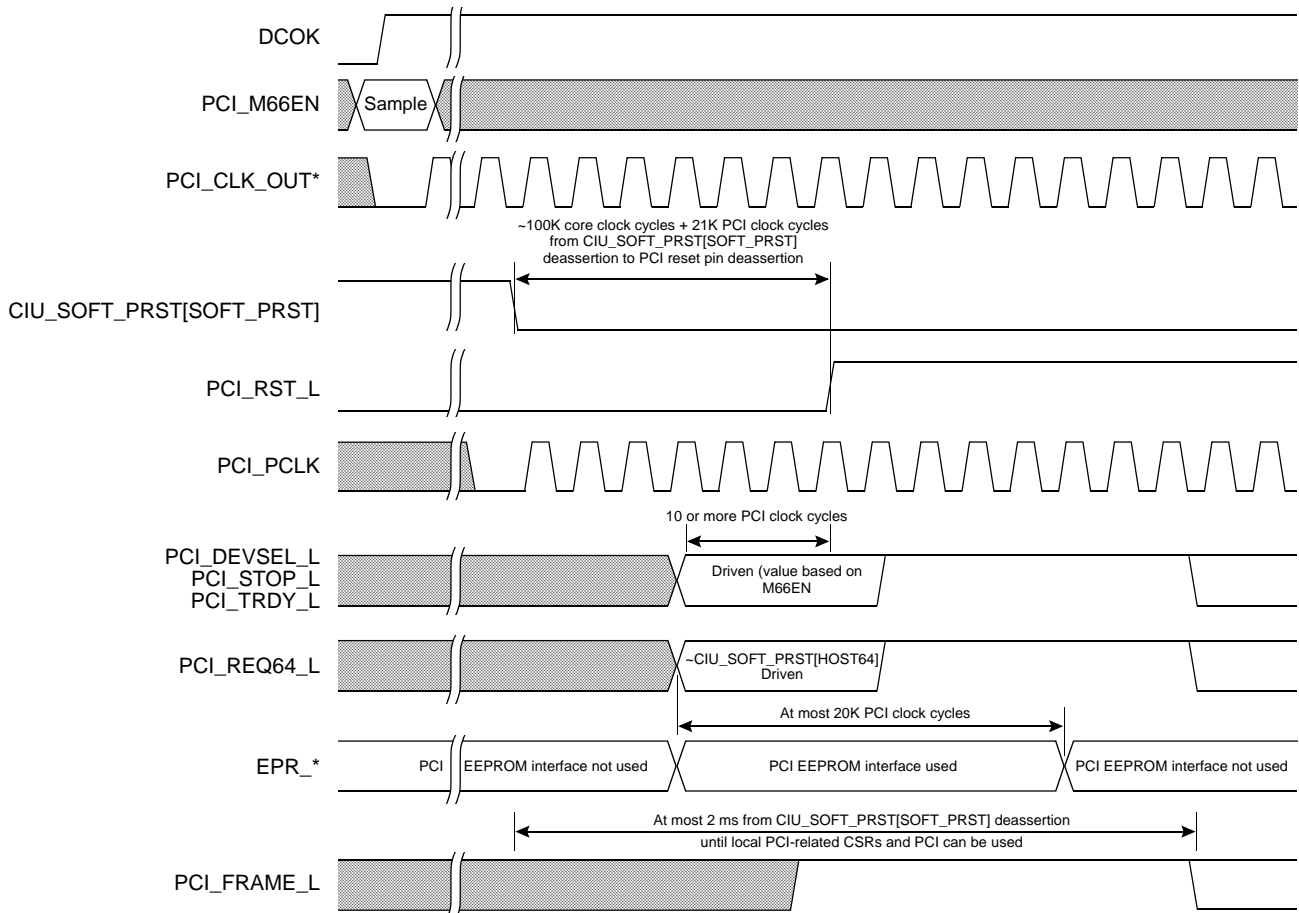 DCOK
PCI_M66EN
Sample
PCI_CLK_OUT*
~100K core clock cycles + 21K PCI clock cycles
from CIU_SOFT_PRST[SOFT_PRST]
deassertion to PCI reset pin deassertion
CIU_SOFT_PRST[SOFT_PRST]
PCI_RST_L
PCI_PCLK
10 or more PCI clock cycles
PCI_DEVSEL_L
PCI_STOP_L
PCI_TRDY_L
Driven (value based on
M66EN
PCI_REQ64_L
~CIU_SOFT_PRST[HOST64]
Driven
At most 20K PCI clock cycles
EPR_*
PCI EEPROM interface not used
PCI EEPROM interface used
PCI EEPROM interface not used
At most 2 ms from CIU_SOFT_PRST[SOFT_PRST] deassertion
until local PCI-related CSRs and PCI can be used
PCI_FRAME_L